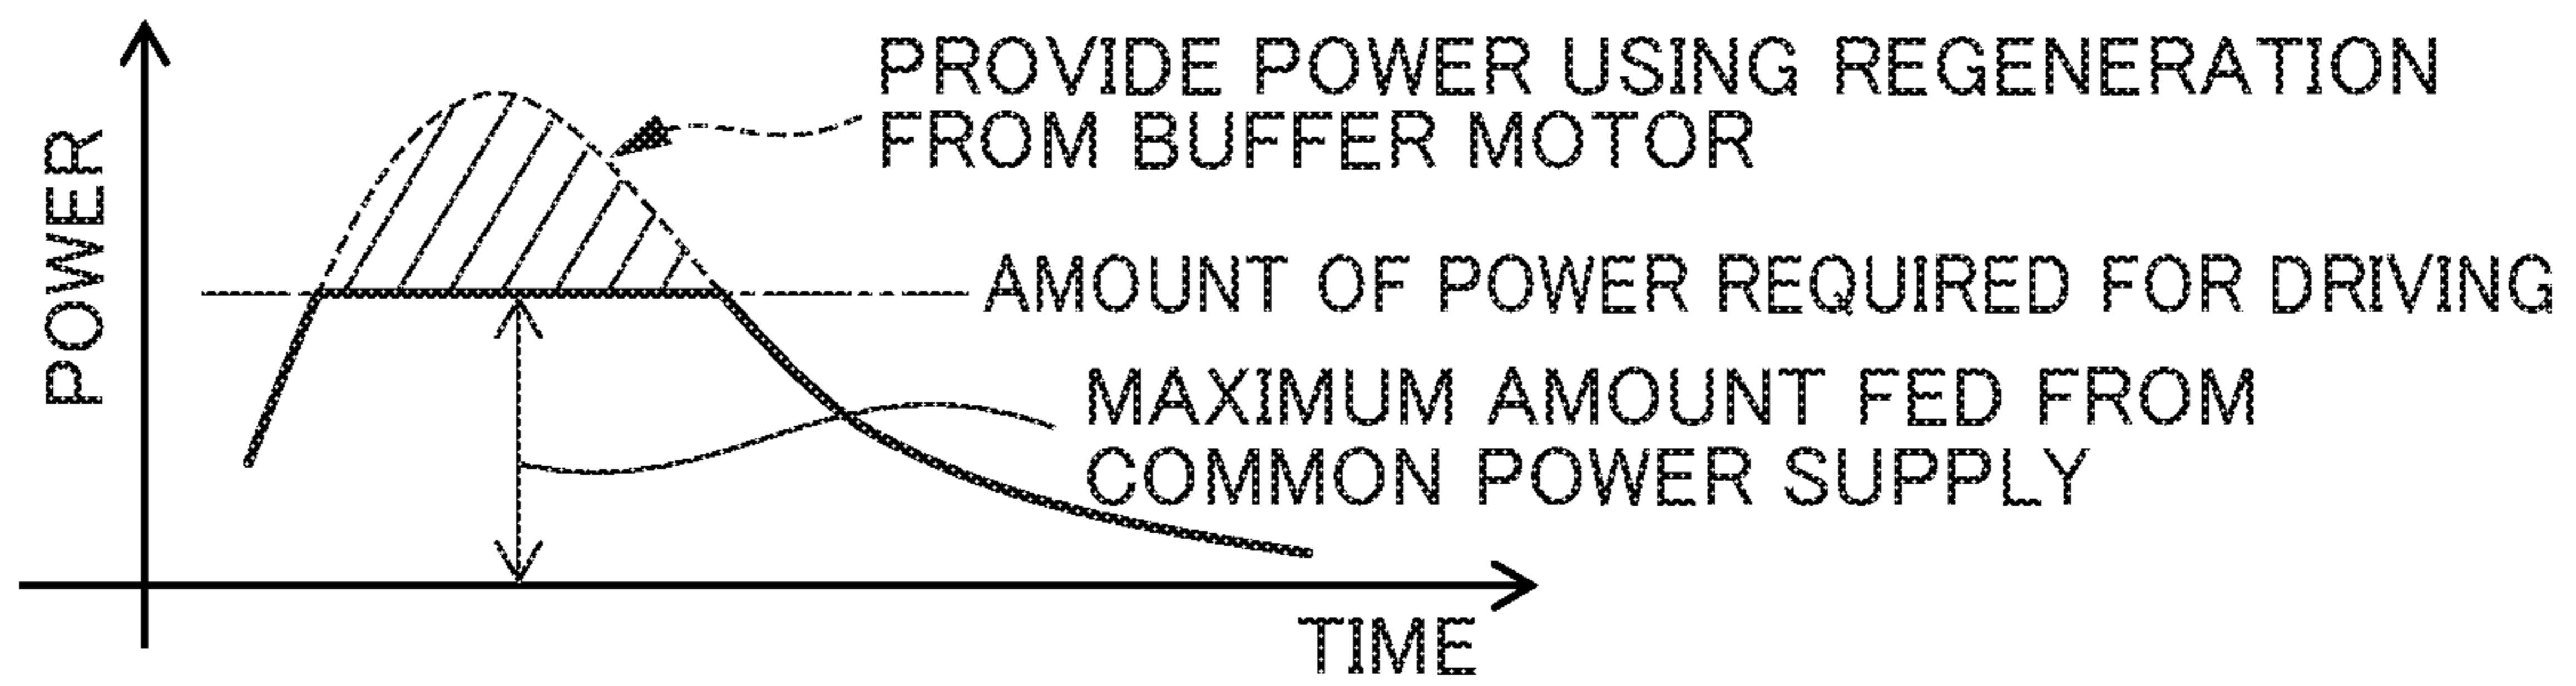 PROVIDE POWER USING REGENERATION
FROM BUFFER MOTOR
POWER
AMOUNT OF POWER REQUIRED FOR DRIVING
MAXIMUM AMOUNT FED FROM
COMMON POWER SUPPLY
TIME